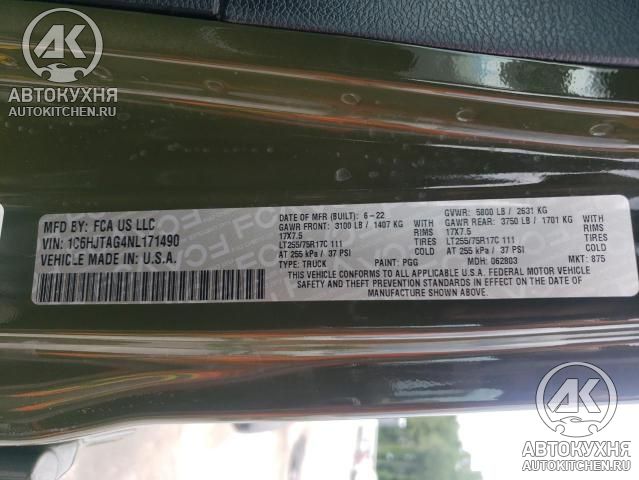 АК
АВТОКУХНЯ
AUTOKITCHEN.RU
MFD BY: FCA US LLC
VIN: 1C6HJTAG4NL171490
VEHICLE MADE IN U.S.A.
DATE OF MFR (BUILT): 6-22 GVWR: 5800 LB / 2631 KG
GAWR FRONT: 3100 LB / 1407 KG WITH GAWR REAR: 3750 LB / 1701 KG WITH
17X7.5 RIMS 17X7.5 RIMS
LT255/75R17C 111 TIRES LT255/75R17C 111 TIRES
AT 255 kPa / 37 PSI COLD AT 255 kPa / 37 PSI COLD
TYPE: TRUCK PAINT: PGG MDH: 062803 MKT: 875
THIS VEHICLE CONFORMS TO ALL APPLICABLE U.S.A. FEDERAL MOTOR VEHICLE
SAFETY AND THEFT PREVENTION STANDARDS IN EFFECT ON THE DATE OF
MANUFACTURE SHOWN ABOVE.
АК
АВТОКУХНЯ
AUTOKITCHEN.RU